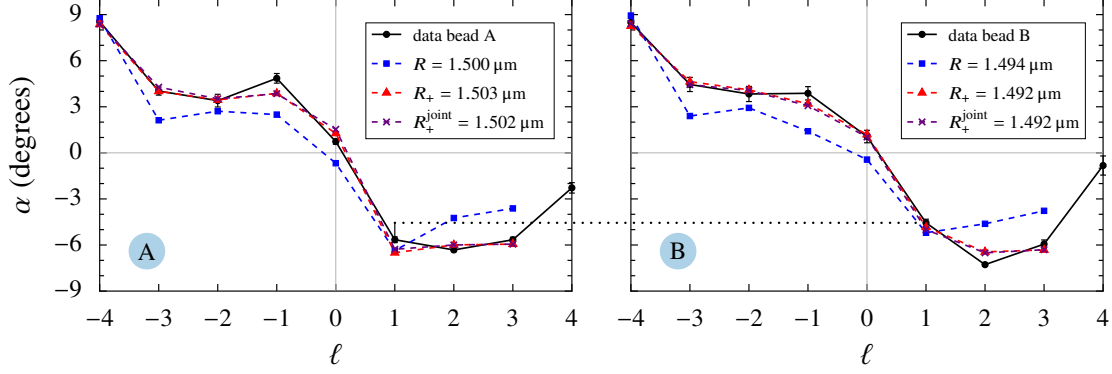 α (degrees)
9
6
3
0
−3
−6
−9
data bead A
R = 1.500 μm
R₊ = 1.503 μm
R₊^joint = 1.502 μm
A
−4 −3 −2 −1 0 1 2 3 4
ℓ
data bead B
R = 1.494 μm
R₊ = 1.492 μm
R₊^joint = 1.492 μm
B
−4 −3 −2 −1 0 1 2 3 4
ℓ